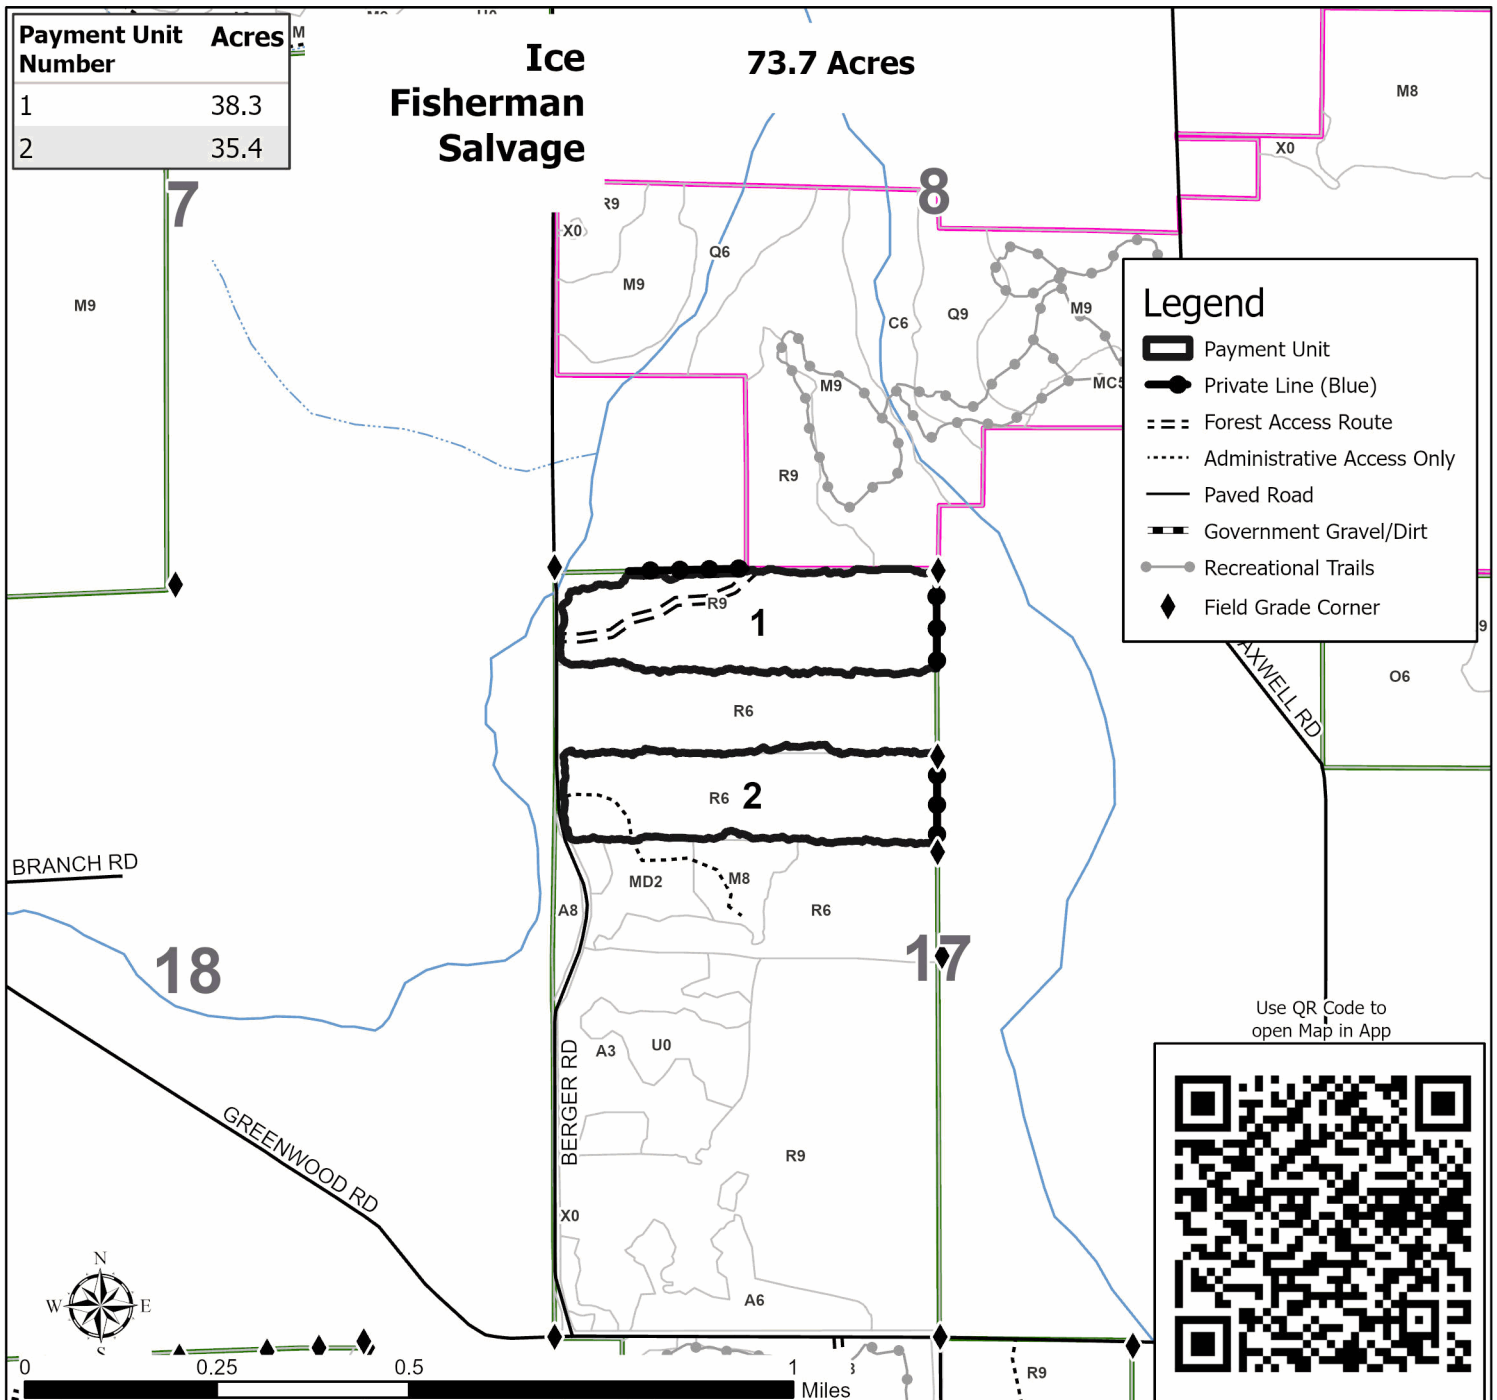 Payment Unit Number Acres
1 38.3
2 35.4
Ice
Fisherman
Salvage
73.7 Acres
M8
X0
7
8
R9
X0
Q6
M9
M9
C6
Q9
M9
M9
R9
Legend
Payment Unit
Private Line (Blue)
Forest Access Route
Administrative Access Only
Paved Road
Government Gravel/Dirt
Recreational Trails
Field Grade Corner
R9
1
R6
O6
R6
2
BRANCH RD
MD2
M8
A8
R6
18
17
Use QR Code to
open Map in App
A3
U0
BERGER RD
GREENWOOD RD
R9
X0
A6
N
W
E
R9
0
0.25
0.5
1
Miles